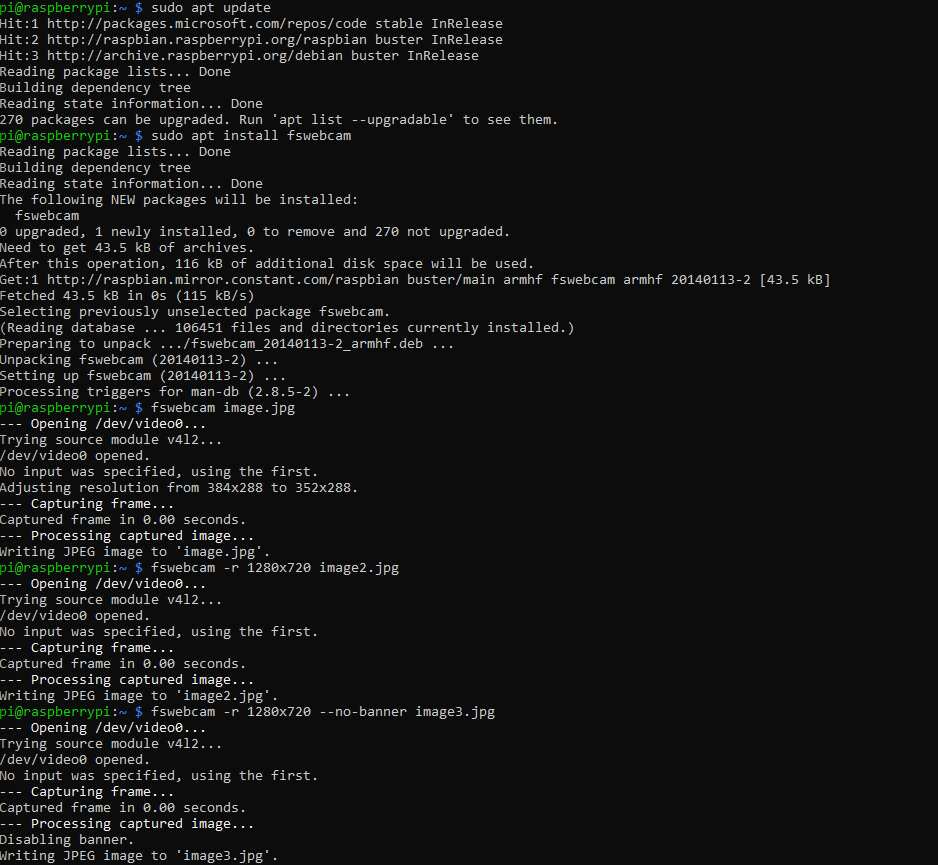 pi@raspberrypi:~ $ sudo apt update
Hit:1 http://packages.microsoft.com/repos/code stable InRelease
Hit:2 http://raspbian.raspberrypi.org/raspbian buster InRelease
Hit:3 http://archive.raspberrypi.org/debian buster InRelease
Reading package lists... Done
Building dependency tree
Reading state information... Done
270 packages can be upgraded. Run 'apt list --upgradable' to see them.
pi@raspberrypi:~ $ sudo apt install fswebcam
Reading package lists... Done
Building dependency tree
Reading state information... Done
The following NEW packages will be installed:
  fswebcam
0 upgraded, 1 newly installed, 0 to remove and 270 not upgraded.
Need to get 43.5 kB of archives.
After this operation, 116 kB of additional disk space will be used.
Get:1 http://raspbian.mirror.constant.com/raspbian buster/main armhf fswebcam armhf 20140113-2 [43.5 kB]
Fetched 43.5 kB in 0s (115 kB/s)
Selecting previously unselected package fswebcam.
(Reading database ... 106451 files and directories currently installed.)
Preparing to unpack .../fswebcam_20140113-2_armhf.deb ...
Unpacking fswebcam (20140113-2) ...
Setting up fswebcam (20140113-2) ...
Processing triggers for man-db (2.8.5-2) ...
pi@raspberrypi:~ $ fswebcam image.jpg
--- Opening /dev/video0...
Trying source module v4l2...
/dev/video0 opened.
No input was specified, using the first.
Adjusting resolution from 384x288 to 352x288.
--- Capturing frame...
Captured frame in 0.00 seconds.
--- Processing captured image...
Writing JPEG image to 'image.jpg'.
pi@raspberrypi:~ $ fswebcam -r 1280x720 image2.jpg
--- Opening /dev/video0...
Trying source module v4l2...
/dev/video0 opened.
No input was specified, using the first.
--- Capturing frame...
Captured frame in 0.00 seconds.
--- Processing captured image...
Writing JPEG image to 'image2.jpg'.
pi@raspberrypi:~ $ fswebcam -r 1280x720 --no-banner image3.jpg
--- Opening /dev/video0...
Trying source module v4l2...
/dev/video0 opened.
No input was specified, using the first.
--- Capturing frame...
Captured frame in 0.00 seconds.
--- Processing captured image...
Disabling banner.
Writing JPEG image to 'image3.jpg'.